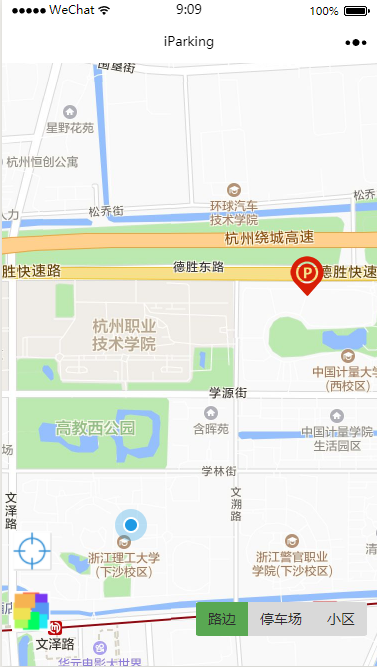 WeChat
9:09
100%
iParking
围垦街
星野花苑
杭州恒创公寓
人力
松乔街
环球汽车
技术学院
松乔
杭州绕城高速
胜快速路
德胜东路
P
德胜快速
杭州职业
技术学院
中国计量大学
(西校区)
学源街
高教西公园
含晖苑
中国计量学院
生活园区
场
学林街
文泽路
文溯路
浙江理工大学
(下沙校区)
浙江警官职业
学院(下沙校区)
清
酒店
路边
停车场
小区
文泽路
华元电影大世界